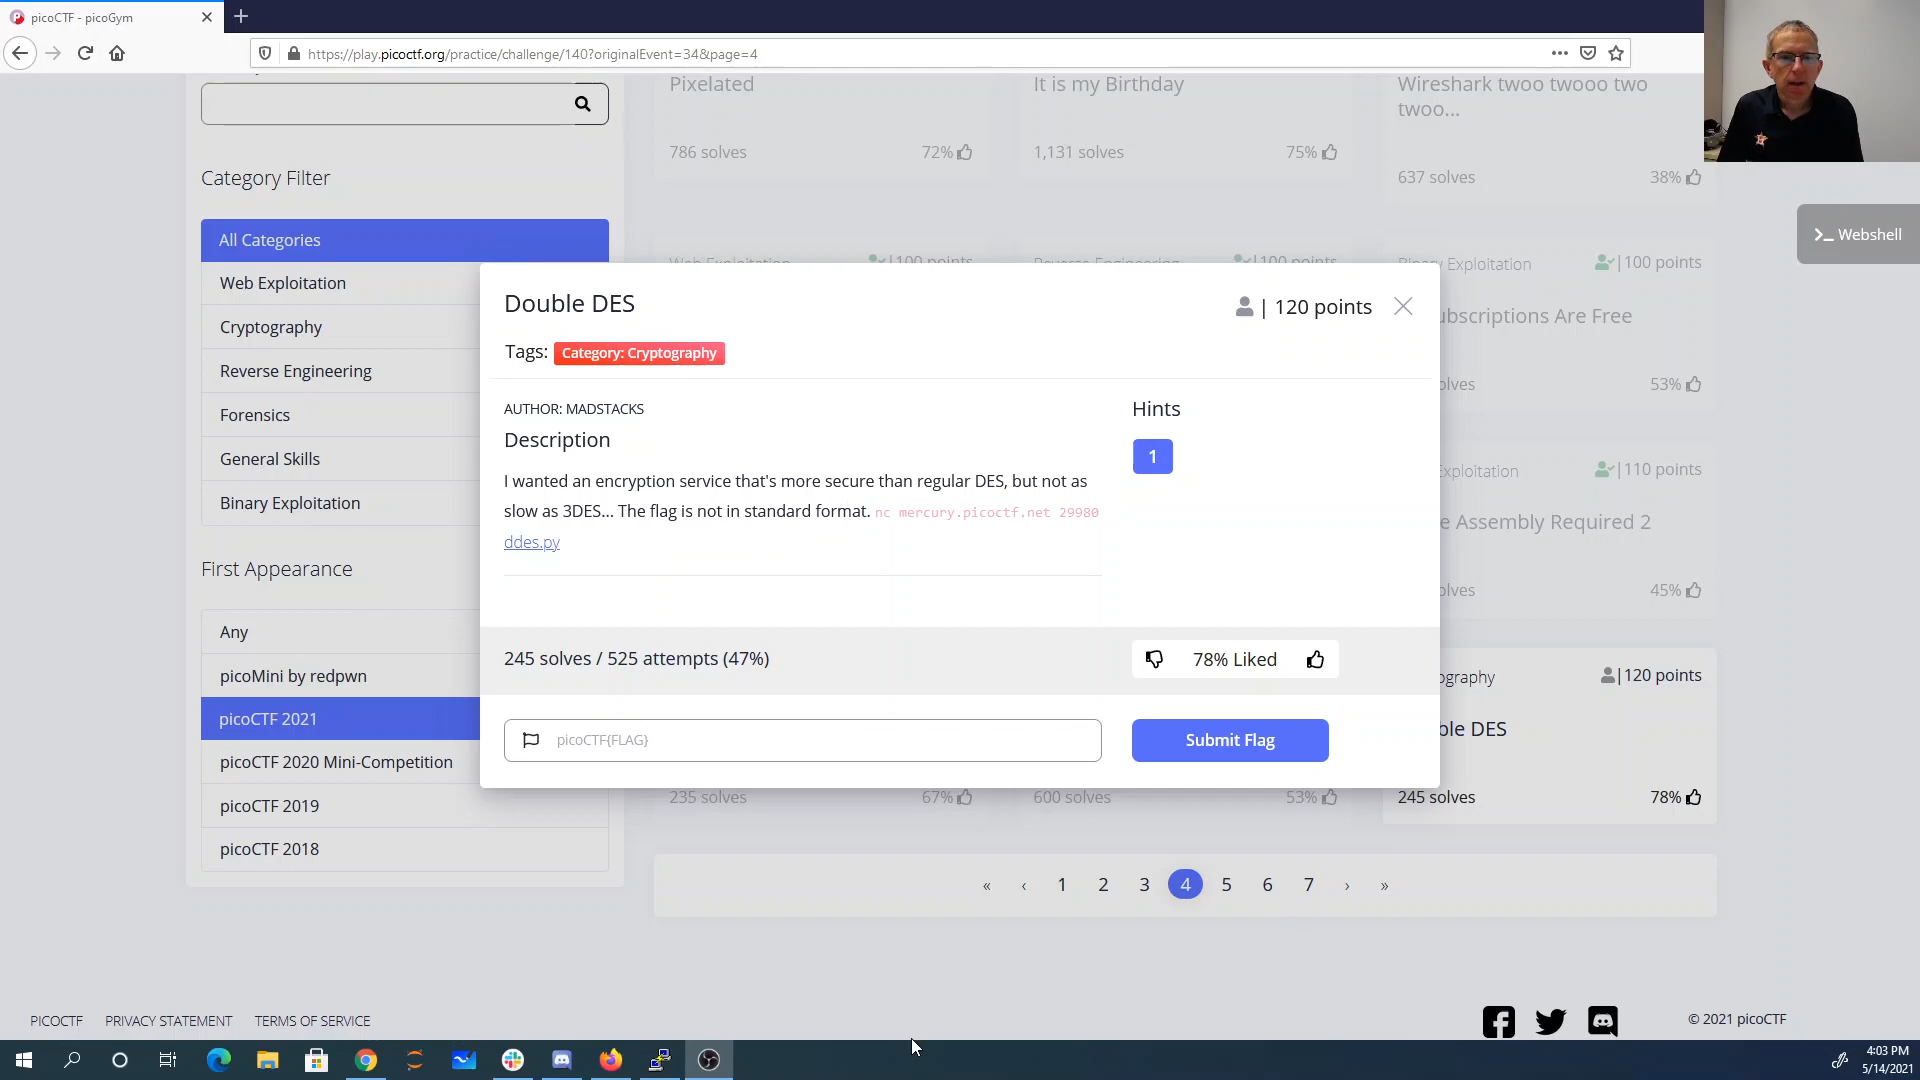 picoCTF - picoGym
https://play.picoctf.org/practice/challenge/140?originalEvent=34&page=4
Pixelated
It is my Birthday
Wireshark twoo twooo two
twoo...
786 solves
72%
1,131 solves
75%
637 solves
38%
Category Filter
All Categories
Web Exploitation
Cryptography
Reverse Engineering
Forensics
General Skills
Binary Exploitation
First Appearance
Any
picoMini by redpwn
picoCTF 2021
picoCTF 2020 Mini-Competition
picoCTF 2019
picoCTF 2018
Webshell
Web Exploitation
|100 points
Reverse Engineering
|100 points
Binary Exploitation
|100 points
ubscriptions Are Free
olves
53%
Exploitation
|110 points
e Assembly Required 2
olves
45%
Double DES
| 120 points
Tags: Category: Cryptography
AUTHOR: MADSTACKS
Description
I wanted an encryption service that's more secure than regular DES, but not as
slow as 3DES... The flag is not in standard format. nc mercury.picoctf.net 29980
ddes.py
Hints
1
245 solves / 525 attempts (47%)
78% Liked
picoCTF{FLAG}
Submit Flag
ography
|120 points
ble DES
235 solves
67%
600 solves
53%
245 solves
78%
« ‹ 1 2 3 4 5 6 7 › »
PICOCTF PRIVACY STATEMENT TERMS OF SERVICE
© 2021 picoCTF
4:03 PM
5/14/2021